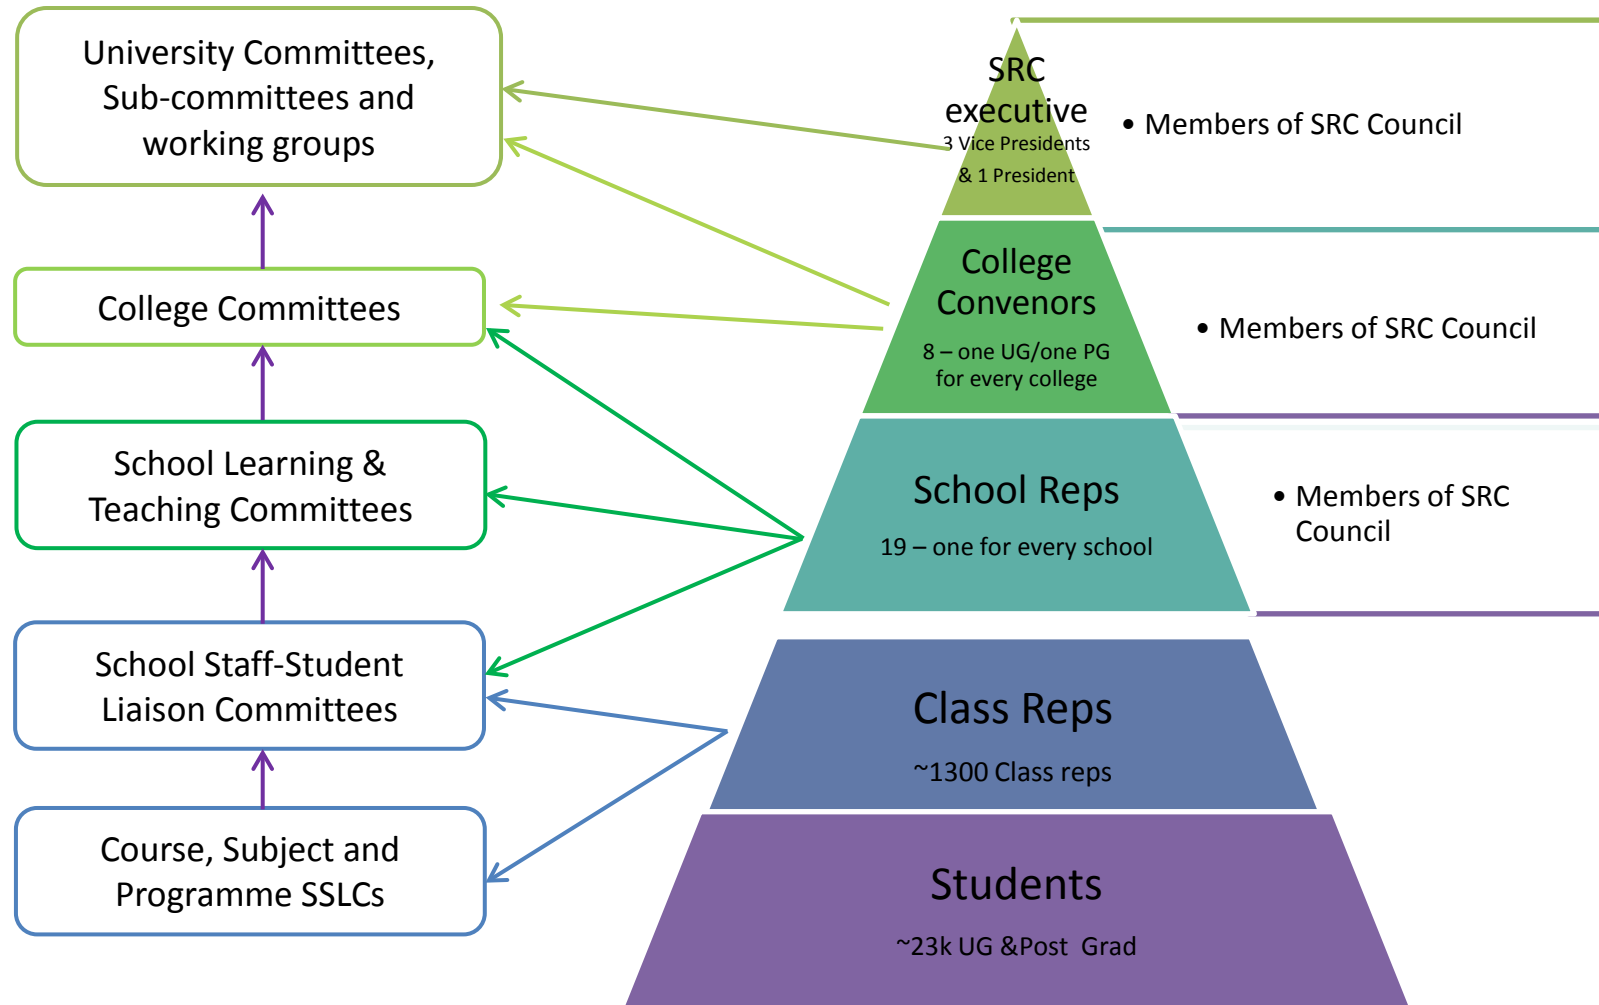 University Committees,
Sub-committees and
working groups
College Committees
School Learning &
Teaching Committees
School Staff-Student
Liaison Committees
Course, Subject and
Programme SSLCs
SRC
executive
3 Vice Presidents
& 1 President
• Members of SRC Council
College
Convenors
8 – one UG/one PG
for every college
• Members of SRC Council
School Reps
19 – one for every school
• Members of SRC
Council
Class Reps
~1300 Class reps
Students
~23k UG &Post Grad